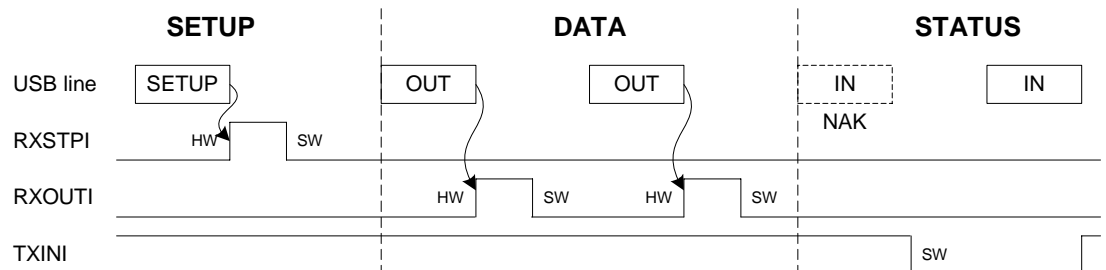 SETUP DATA STATUS
USB line SETUP OUT OUT IN IN
NAK
RXSTPI HW SW
RXOUTI HW SW HW SW
TXINI SW